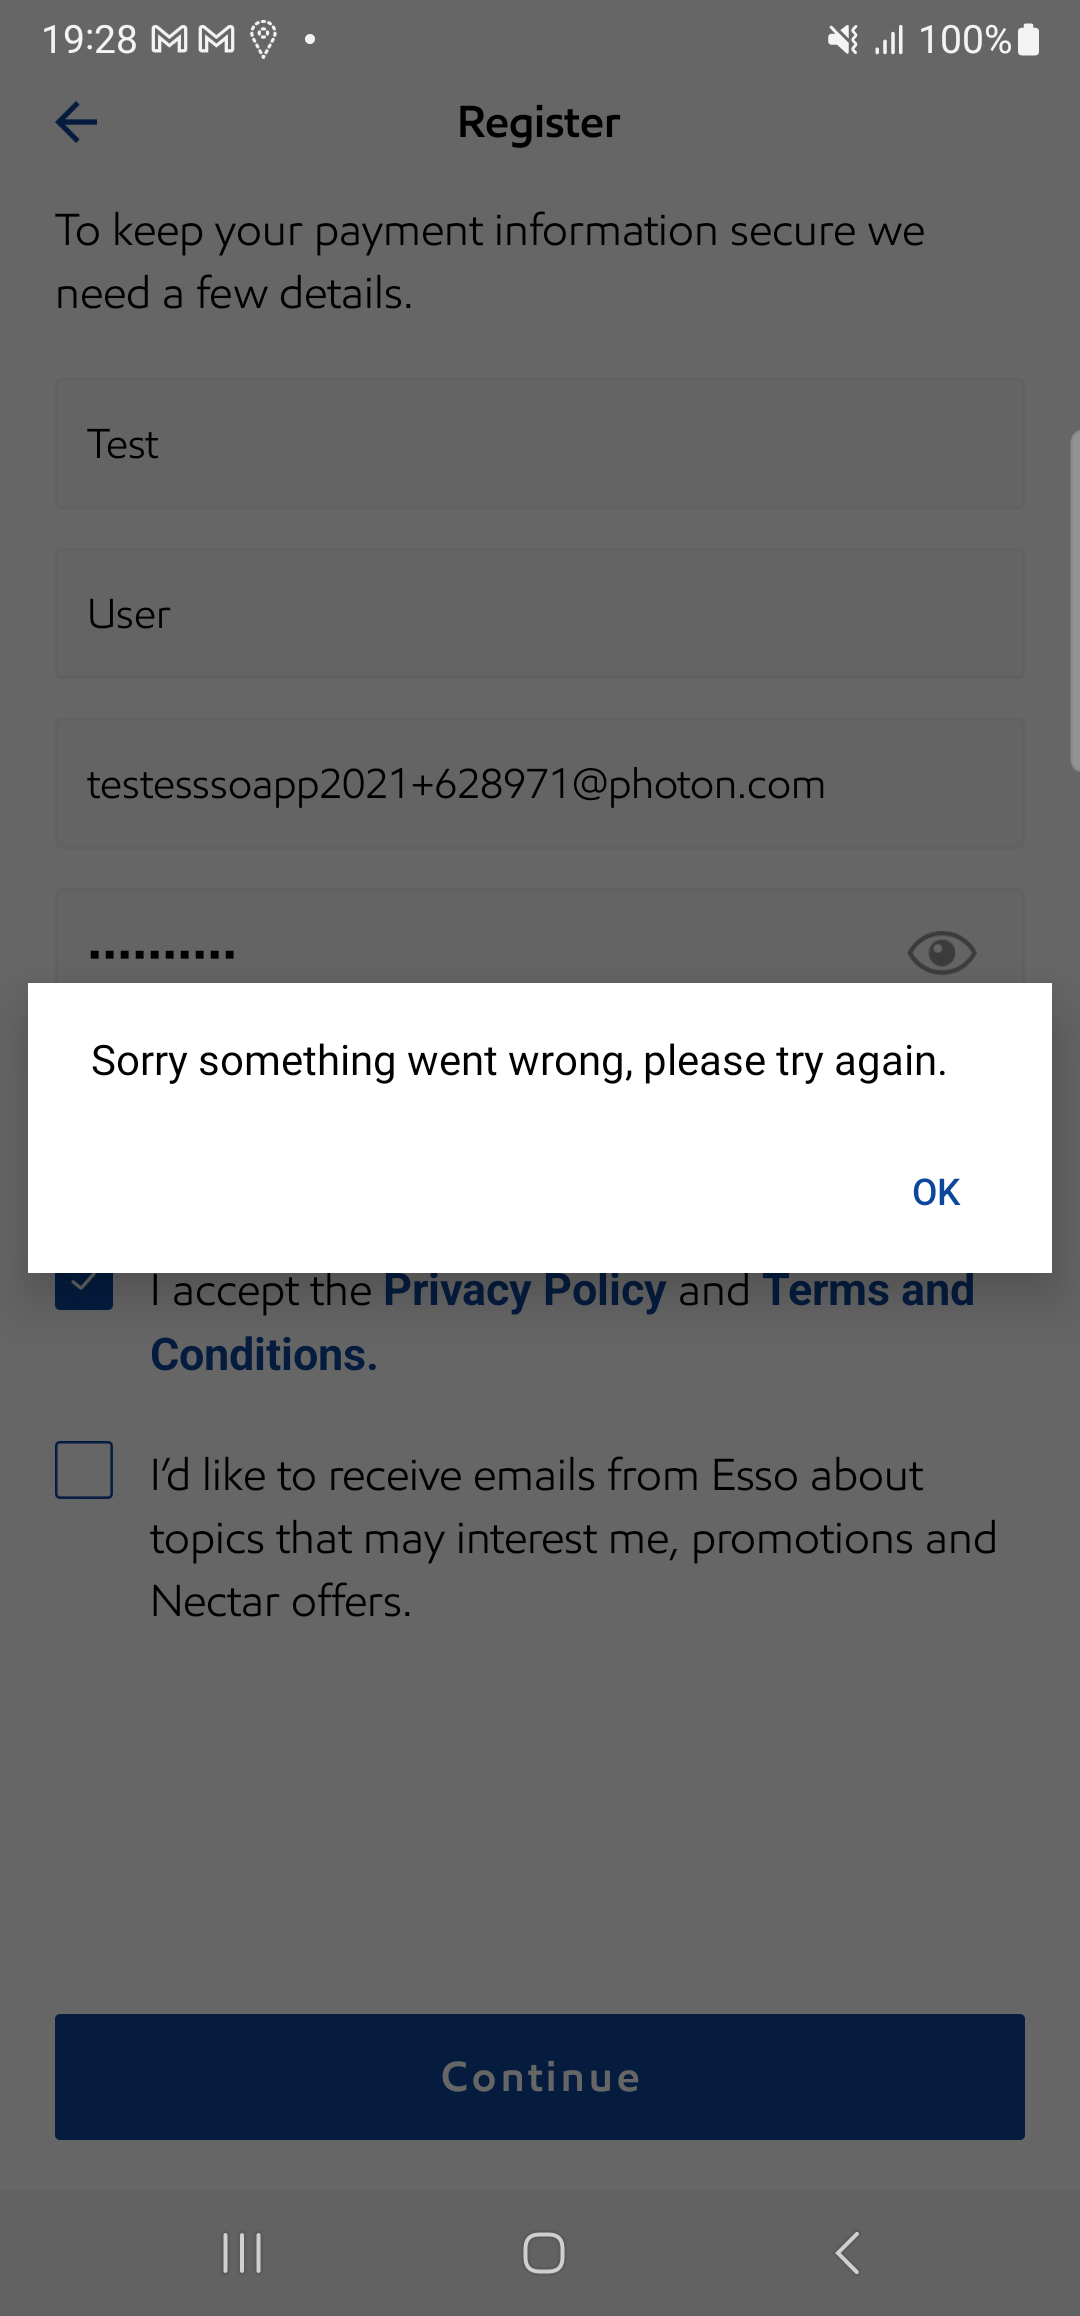 19:28 100%
Register
To keep your payment information secure we
need a few details.
Test
User
testesssoapp2021+628971@photon.com
Sorry something went wrong, please try again.
OK
I accept the Privacy Policy and Terms and
Conditions.
I’d like to receive emails from Esso about
topics that may interest me, promotions and
Nectar offers.
Continue